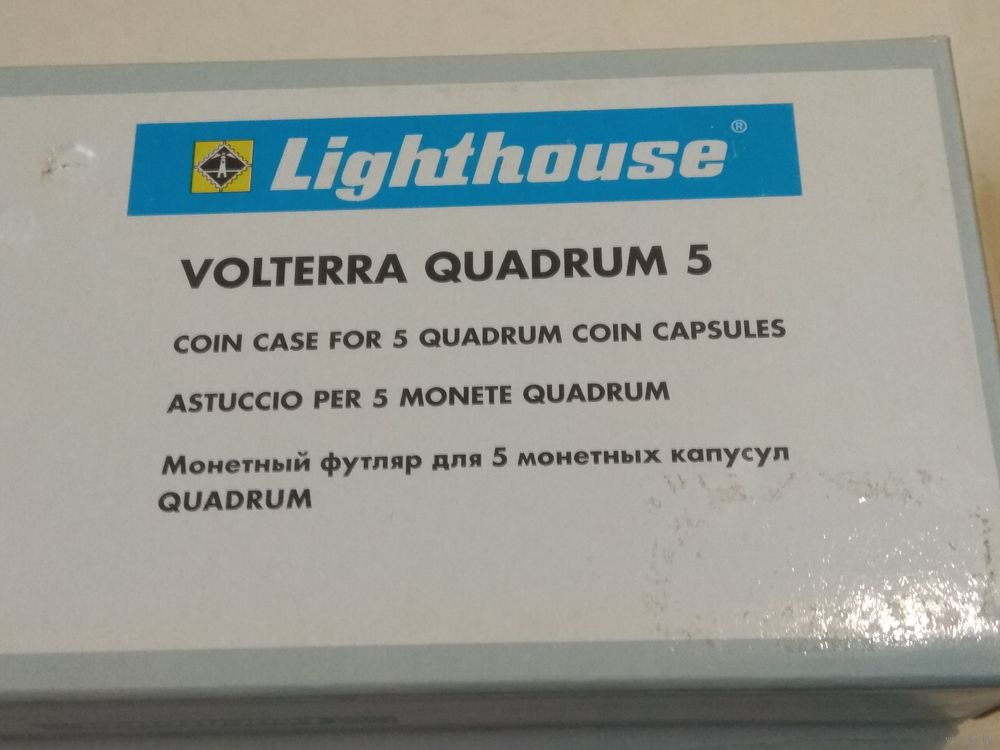 Lighthouse®
VOLTERRA QUADRUM 5
COIN CASE FOR 5 QUADRUM COIN CAPSULES
ASTUCCIO PER 5 MONETE QUADRUM
Монетный футляр для 5 монетных капусул
QUADRUM